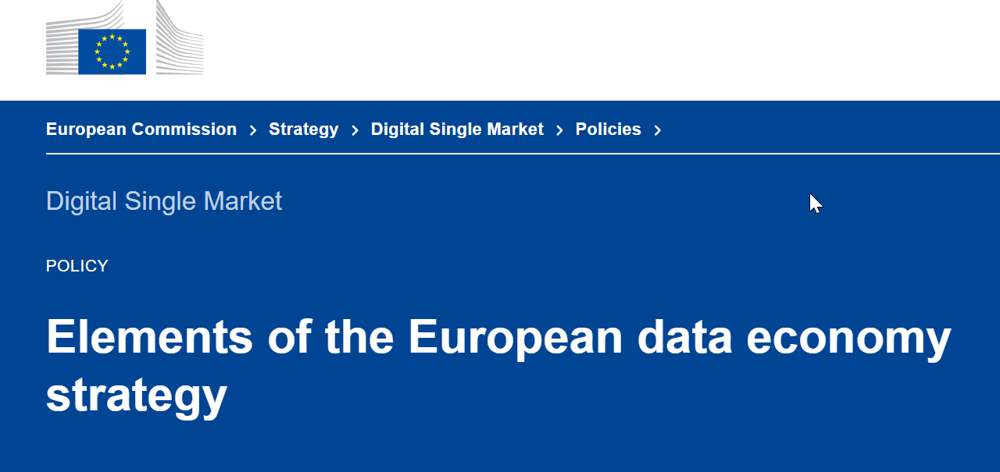 European Commission > Strategy > Digital Single Market > Policies >
Digital Single Market
POLICY
Elements of the European data economy
strategy